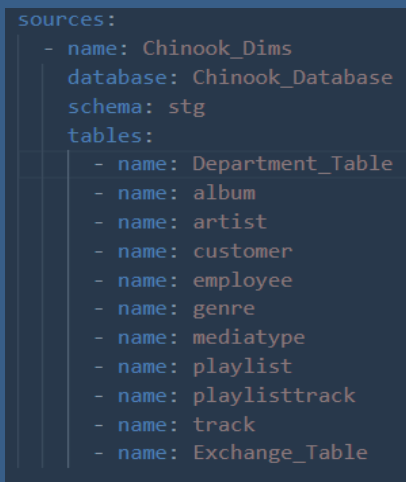 sources:
  - name: Chinook_Dims
    database: Chinook_Database
    schema: stg
    tables:
      - name: Department_Table
      - name: album
      - name: artist
      - name: customer
      - name: employee
      - name: genre
      - name: mediatype
      - name: playlist
      - name: playlisttrack
      - name: track
      - name: Exchange_Table